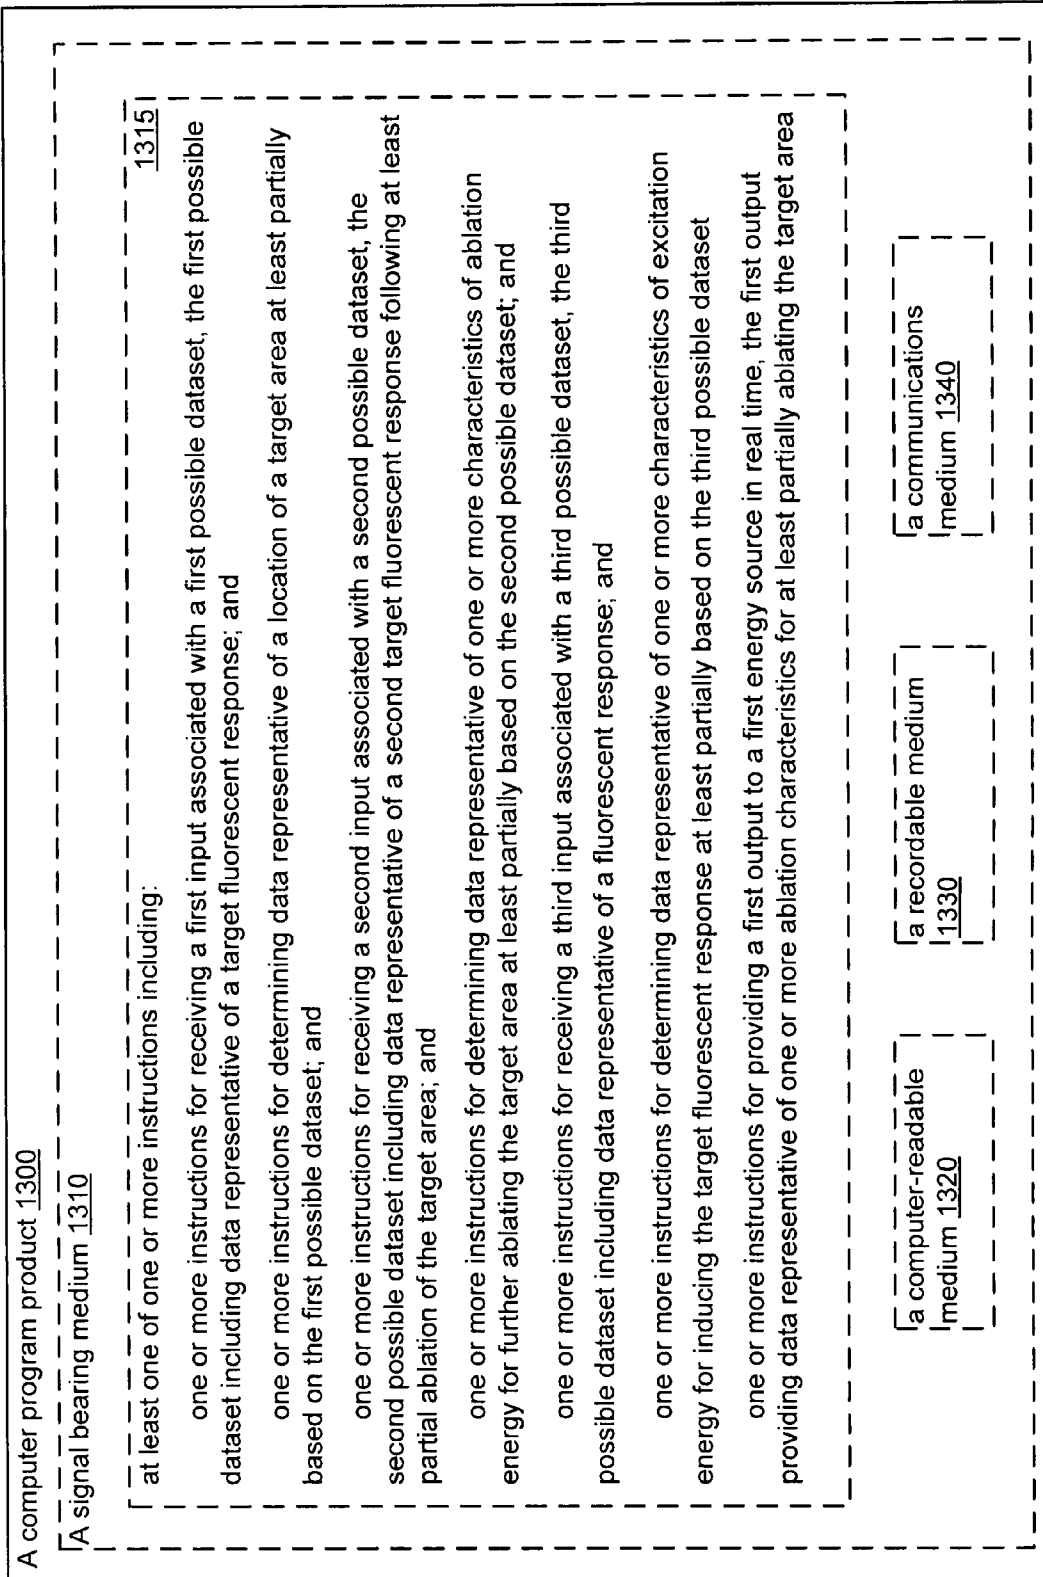 A computer program product 1300
A signal bearing medium 1310
1315
at least one of one or more instructions including:
one or more instructions for receiving a first input associated with a first possible dataset, the first possible
dataset including data representative of a target fluorescent response; and
one or more instructions for determining data representative of a location of a target area at least partially
based on the first possible dataset; and
one or more instructions for receiving a second input associated with a second possible dataset, the
second possible dataset including data representative of a second target fluorescent response following at least
partial ablation of the target area; and
one or more instructions for determining data representative of one or more characteristics of ablation
energy for further ablating the target area at least partially based on the second possible dataset; and
one or more instructions for receiving a third input associated with a third possible dataset, the third
possible dataset including data representative of a fluorescent response; and
one or more instructions for determining data representative of one or more characteristics of excitation
energy for inducing the target fluorescent response at least partially based on the third possible dataset
one or more instructions for providing a first output to a first energy source in real time, the first output
providing data representative of one or more ablation characteristics for at least partially ablating the target area
a computer-readable
medium 1320
a recordable medium
1330
a communications
medium 1340